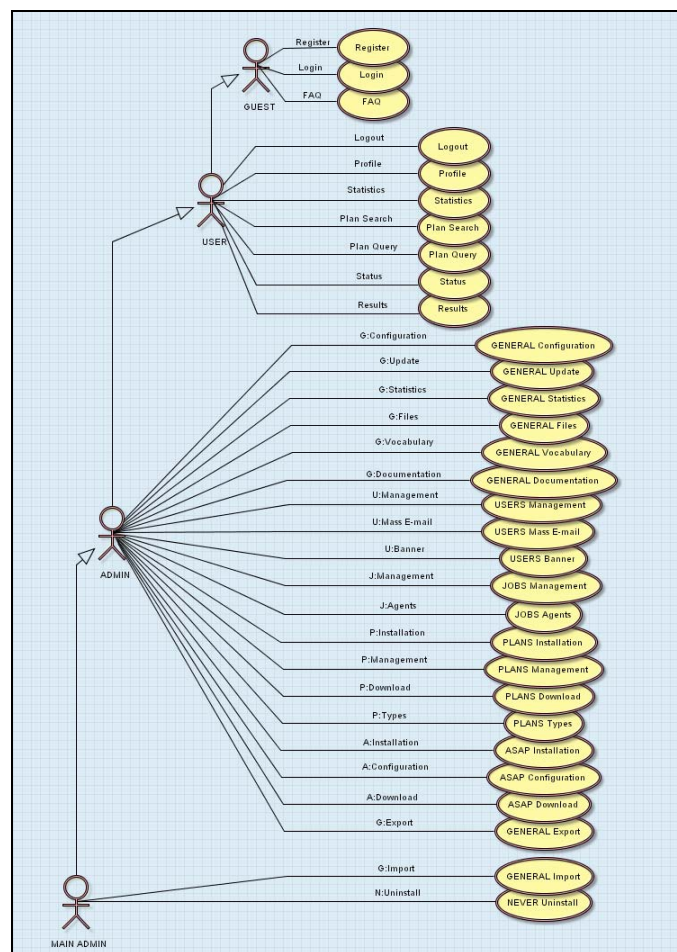 Register Register
Login Login
FAQ FAQ
GUEST
Logout Logout
Profile Profile
Statistics Statistics
Plan Search Plan Search
Plan Query Plan Query
Status Status
Results Results
USER
G:Configuration GENERAL Configuration
G:Update GENERAL Update
G:Statistics GENERAL Statistics
G:Files GENERAL Files
G:Vocabulary GENERAL Vocabulary
G:Documentation GENERAL Documentation
U:Management USERS Management
U:Mass E-mail USERS Mass E-mail
U:Banner USERS Banner
ADMIN
J:Management JOBS Management
J:Agents JOBS Agents
P:Installation PLANS Installation
P:Management PLANS Management
P:Download PLANS Download
P:Types PLANS Types
A:Installation ASAP Installation
A:Configuration ASAP Configuration
A:Download ASAP Download
G:Export GENERAL Export
G:Import GENERAL Import
N:Uninstall NEVER Uninstall
MAIN ADMIN